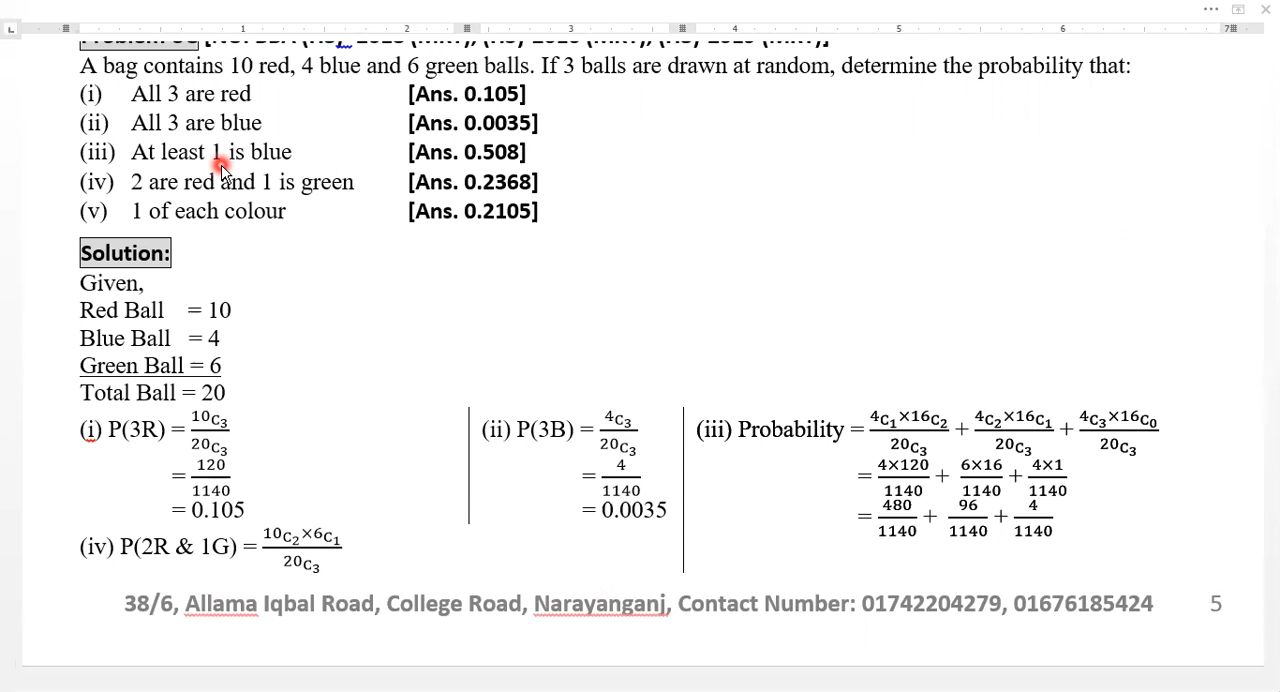 A bag contains 10 red, 4 blue and 6 green balls. If 3 balls are drawn at random, determine the probability that:
(i) All 3 are red [Ans. 0.105]
(ii) All 3 are blue [Ans. 0.0035]
(iii) At least 1 is blue [Ans. 0.508]
(iv) 2 are red and 1 is green [Ans. 0.2368]
(v) 1 of each colour [Ans. 0.2105]
Solution:
Given,
Red Ball = 10
Blue Ball = 4
Green Ball = 6
Total Ball = 20
(i) P(3R) = 10C₃/20C₃
= 120/1140
= 0.105
(ii) P(3B) = 4C₃/20C₃
= 4/1140
= 0.0035
(iii) Probability = 4C₁×16C₂/20C₃ + 4C₂×16C₁/20C₃ + 4C₃×16C₀/20C₃
= 4×120/1140 + 6×16/1140 + 4×1/1140
= 480/1140 + 96/1140 + 4/1140
(iv) P(2R & 1G) = 10C₂×6C₁/20C₃
38/6, Allama Iqbal Road, College Road, Narayanganj, Contact Number: 01742204279, 01676185424 5